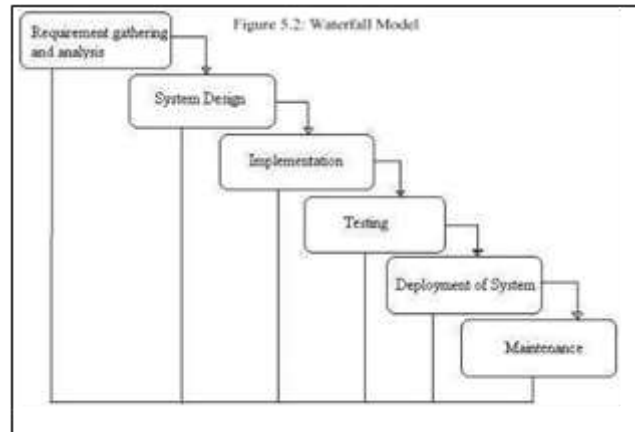 Figure 5.2: Waterfall Model
Requirement gathering
and analysis
System Design
Implementation
Testing
Deployment of System
Maintenance